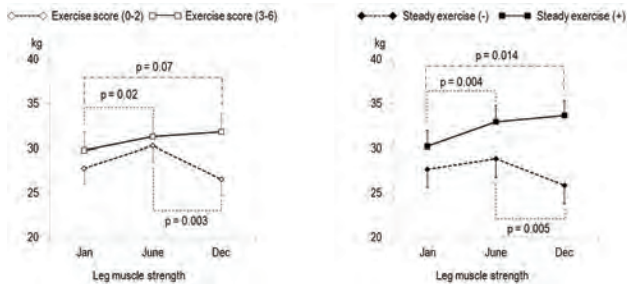 Exercise score (0-2) Exercise score (3-6)
kg
40
35
30
25
20
p = 0.07
p = 0.02
p = 0.003
Jan June Dec
Leg muscle strength
Steady exercise (-) Steady exercise (+)
kg
40
35
30
25
20
p = 0.014
p = 0.004
p = 0.005
Jan June Dec
Leg muscle strength